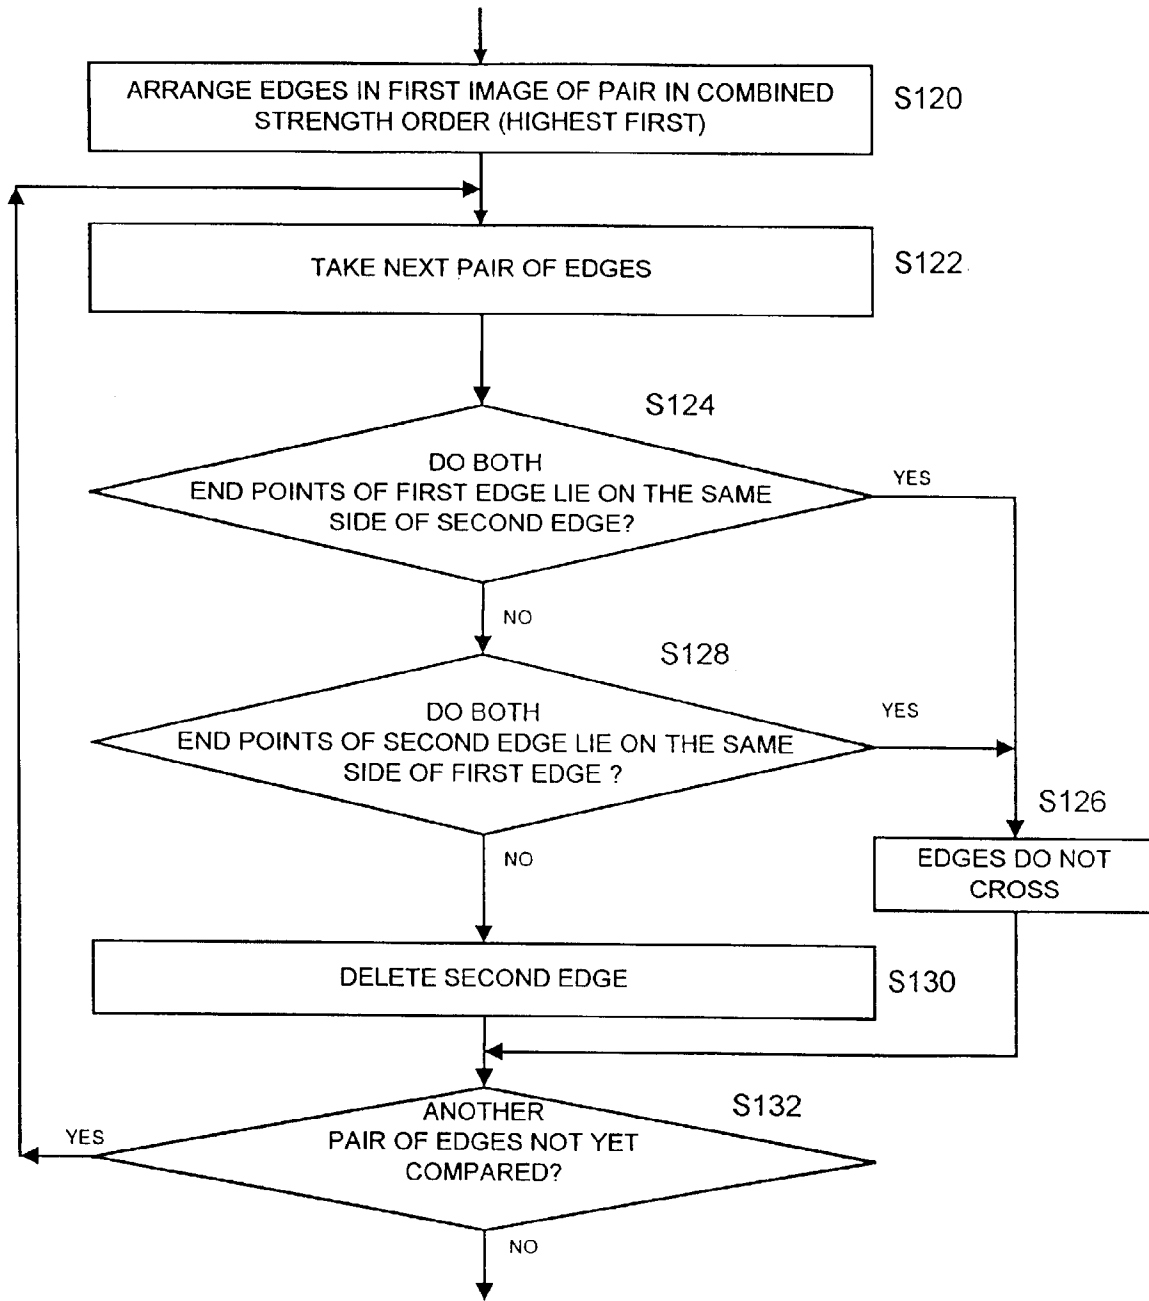 ARRANGE EDGES IN FIRST IMAGE OF PAIR IN COMBINED
STRENGTH ORDER (HIGHEST FIRST)
S120
TAKE NEXT PAIR OF EDGES
S122
S124
DO BOTH
END POINTS OF FIRST EDGE LIE ON THE SAME
SIDE OF SECOND EDGE?
YES
NO
S128
DO BOTH
END POINTS OF SECOND EDGE LIE ON THE SAME
SIDE OF FIRST EDGE ?
YES
NO
S126
EDGES DO NOT
CROSS
DELETE SECOND EDGE
S130
S132
ANOTHER
PAIR OF EDGES NOT YET
COMPARED?
YES
NO